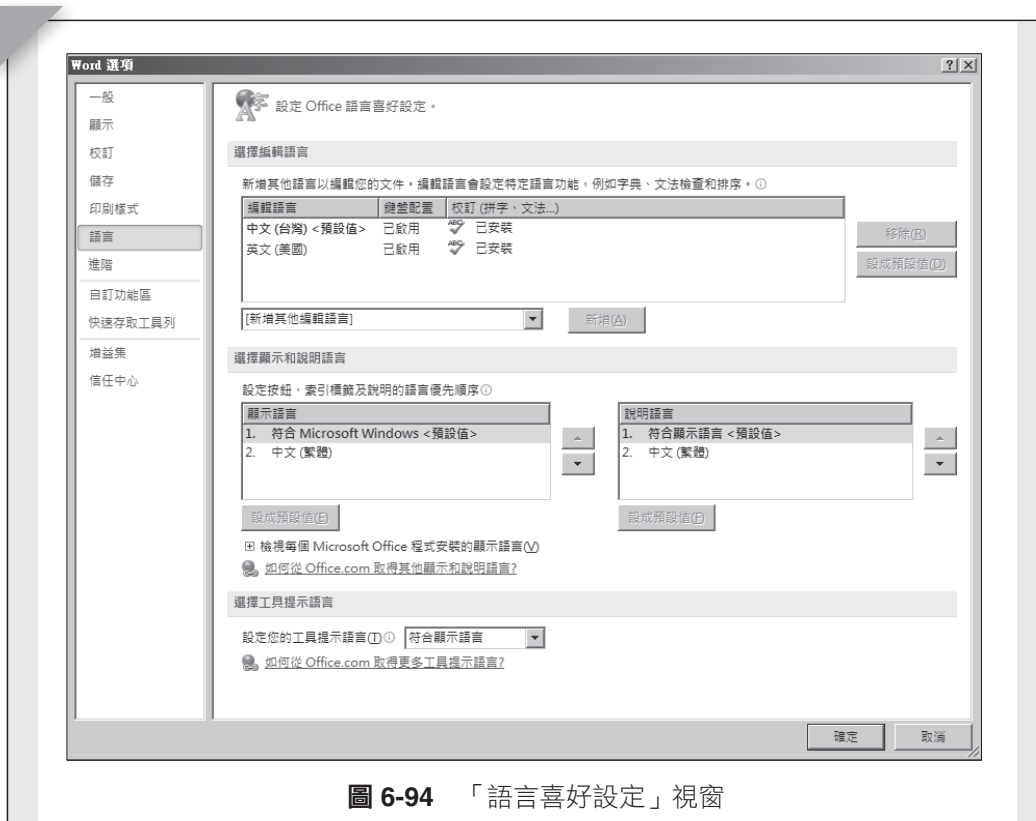 Word 選項
一般
顯示
校訂
儲存
印刷樣式
語言
進階
自訂功能區
快速存取工具列
增益集
信任中心
設定 Office 語言喜好設定。
選擇編輯語言
新增其他語言以編輯您的文件。編輯語言會設定特定語言功能,例如字典、文法檢查和排序。
編輯語言 鍵盤配置 校訂 (拼字、文法...)
中文 (台灣) <預設值> 已啟用 已安裝
英文 (美國) 已啟用 已安裝
移除(R)
設成預設值(D)
[新增其他編輯語言] 新增(A)
選擇顯示和說明語言
設定按鈕、索引標籤及說明的語言優先順序
顯示語言
1. 符合 Microsoft Windows <預設值>
2. 中文 (繁體)
設成預設值(E)
說明語言
1. 符合顯示語言 <預設值>
2. 中文 (繁體)
設成預設值(F)
檢視每個 Microsoft Office 程式安裝的顯示語言(V)
如何從 Office.com 取得其他顯示和說明語言?
選擇工具提示語言
設定您的工具提示語言(T) 符合顯示語言
如何從 Office.com 取得更多工具提示語言?
確定 取消
圖 6-94 「語言喜好設定」視窗